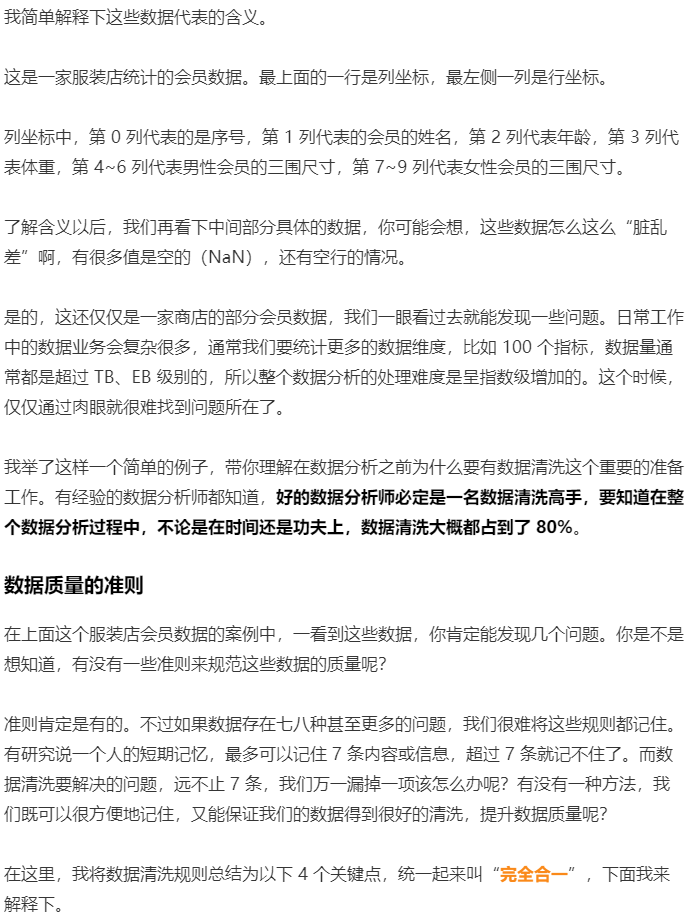 我简单解释下这些数据代表的含义。
这是一家服装店统计的会员数据。最上面的一行是列坐标，最左侧一列是行坐标。
列坐标中，第 0 列代表的是序号，第 1 列代表的会员的姓名，第 2 列代表年龄，第 3 列代
表体重，第 4~6 列代表男性会员的三围尺寸，第 7~9 列代表女性会员的三围尺寸。
了解含义以后，我们再看下中间部分具体的数据，你可能会想，这些数据怎么这么“脏乱
差”啊，有很多值是空的（NaN），还有空行的情况。
是的，这还仅仅是一家商店的部分会员数据，我们一眼看过去就能发现一些问题。日常工作
中的数据业务会复杂很多，通常我们要统计更多的数据维度，比如 100 个指标，数据量通
常都是超过 TB、EB 级别的，所以整个数据分析的处理难度是呈指数级增加的。这个时候，
仅仅通过肉眼就很难找到问题所在了。
我举了这样一个简单的例子，带你理解在数据分析之前为什么要有数据清洗这个重要的准备
工作。有经验的数据分析师都知道，好的数据分析师必定是一名数据清洗高手，要知道在整
个数据分析过程中，不论是在时间还是功夫上，数据清洗大概都占到了 80%。
数据质量的准则
在上面这个服装店会员数据的案例中，一看到这些数据，你肯定能发现几个问题。你是不是
想知道，有没有一些准则来规范这些数据的质量呢？
准则肯定是有的。不过如果数据存在七八种甚至更多的问题，我们很难将这些规则都记住。
有研究说一个人的短期记忆，最多可以记住 7 条内容或信息，超过 7 条就记不住了。而数
据清洗要解决的问题，远不止 7 条，我们万一漏掉一项该怎么办呢？有没有一种方法，我
们既可以很方便地记住，又能保证我们的数据得到很好的清洗，提升数据质量呢？
在这里，我将数据清洗规则总结为以下 4 个关键点，统一起来叫“完全合一”，下面我来
解释下。